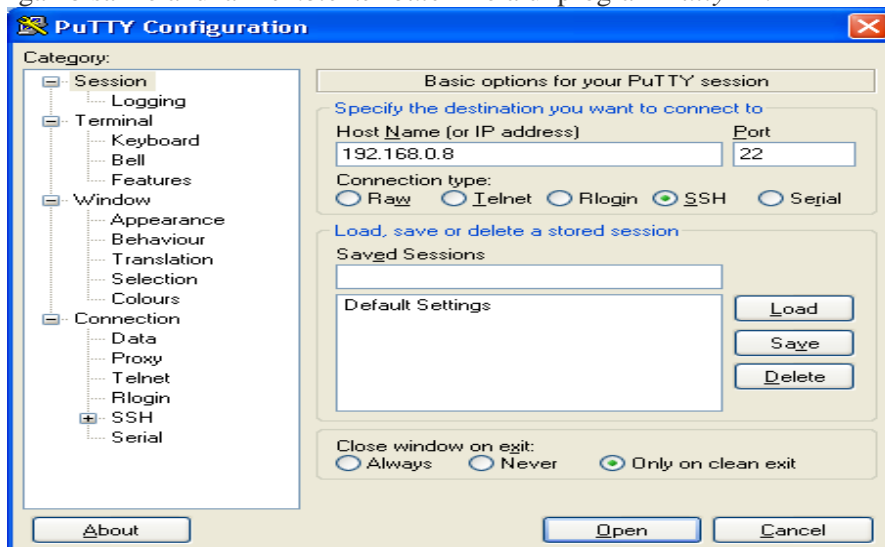 PuTTY Configuration
Category:
Session
Logging
Terminal
Keyboard
Bell
Features
Window
Appearance
Behaviour
Translation
Selection
Colours
Connection
Data
Proxy
Telnet
Rlogin
SSH
Serial
Basic options for your PuTTY session
Specify the destination you want to connect to
Host Name (or IP address) Port
192.168.0.8 22
Connection type:
Raw Telnet Rlogin SSH Serial
Load, save or delete a stored session
Saved Sessions
Default Settings
Load
Save
Delete
Close window on exit:
Always Never Only on clean exit
About Open Cancel